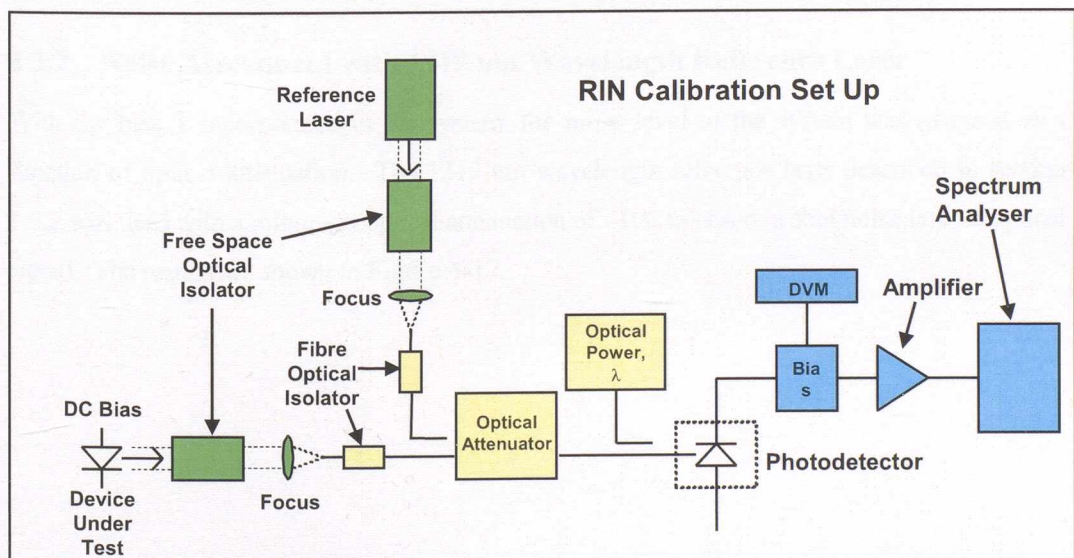 RIN Calibration Set Up
Reference
Laser
Free Space
Optical
Isolator
Focus
Fibre
Optical
Isolator
DC Bias
Device
Under
Test
Focus
Optical
Attenuator
Optical
Power,
λ
Photodetector
DVM
Bia
s
Amplifier
Spectrum
Analyser